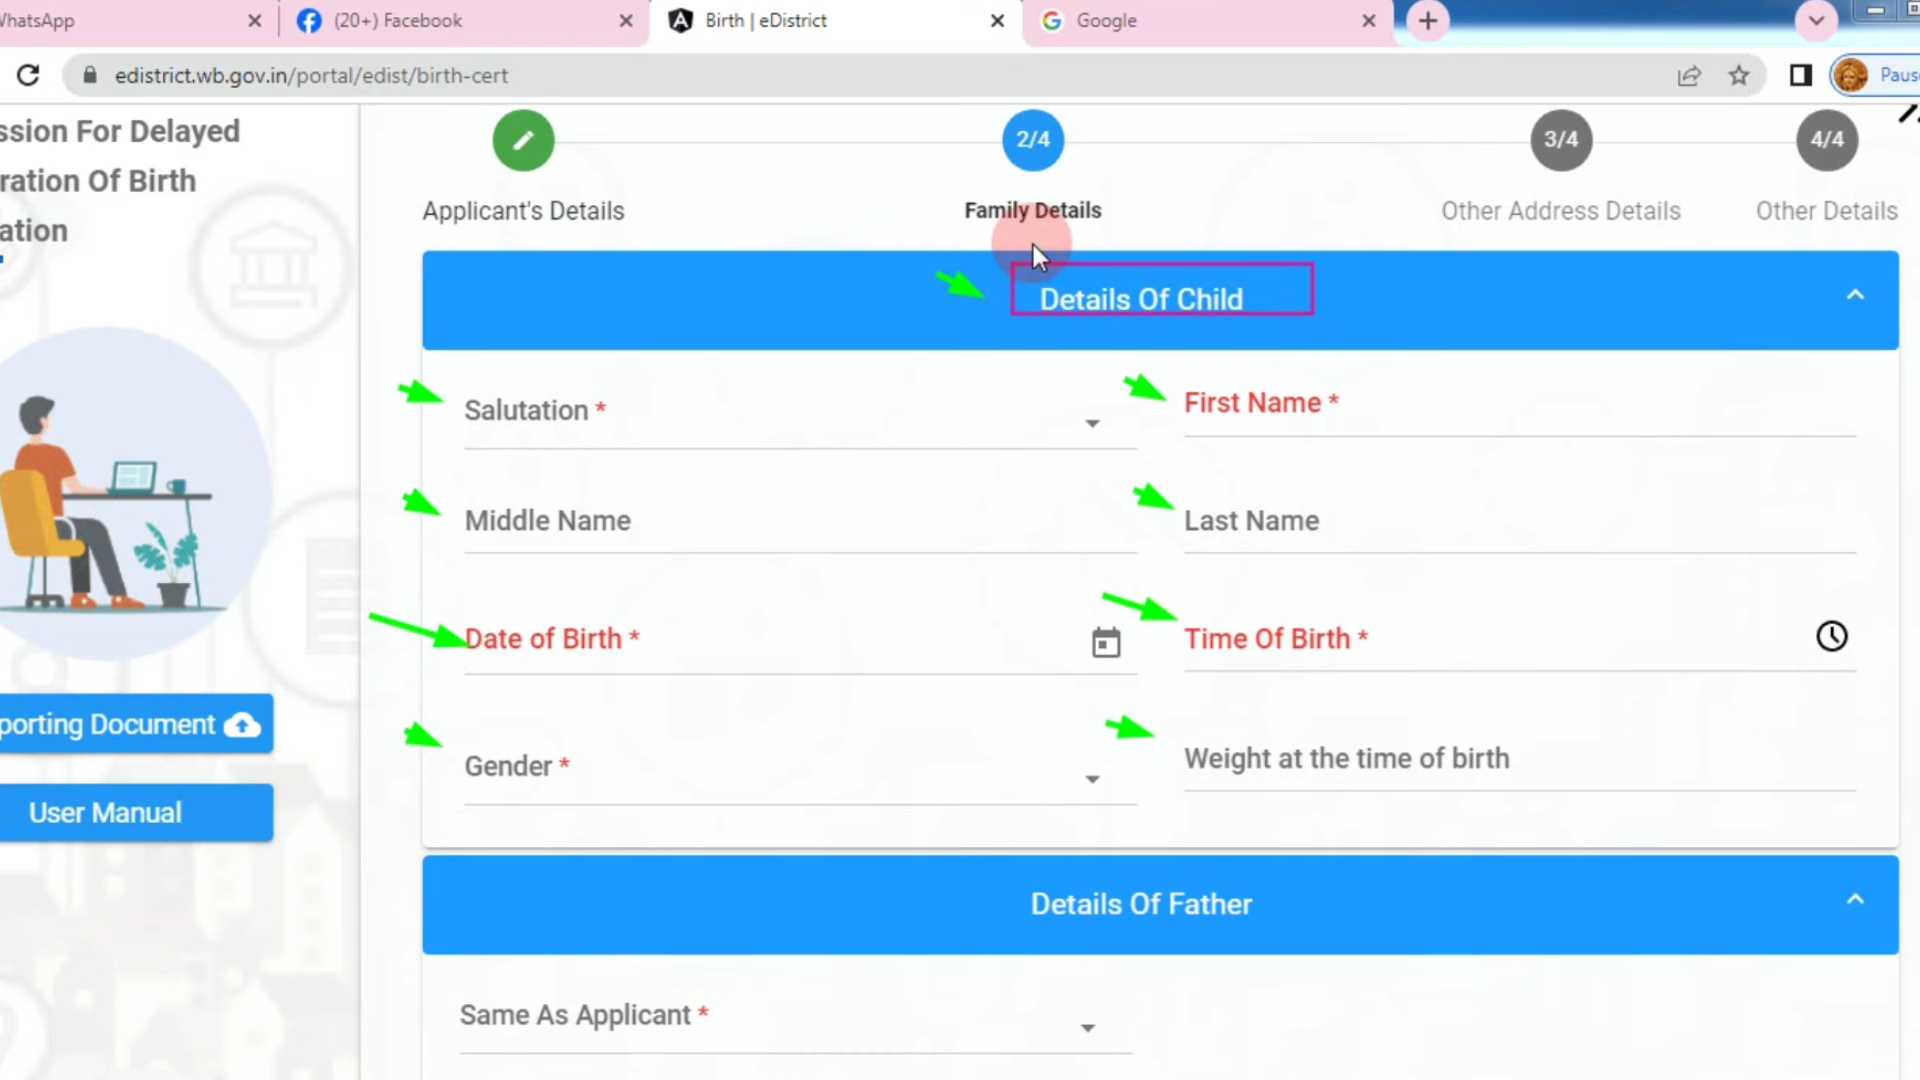 WhatsApp
(20+) Facebook
Birth | eDistrict
Google
edistrict.wb.gov.in/portal/edist/birth-cert
Paus
ssion For Delayed
ration Of Birth
ation
2/4
3/4
4/4
Applicant's Details
Family Details
Other Address Details
Other Details
Details Of Child
Salutation *
First Name *
Middle Name
Last Name
Date of Birth *
Time Of Birth *
Gender *
Weight at the time of birth
porting Document
User Manual
Details Of Father
Same As Applicant *